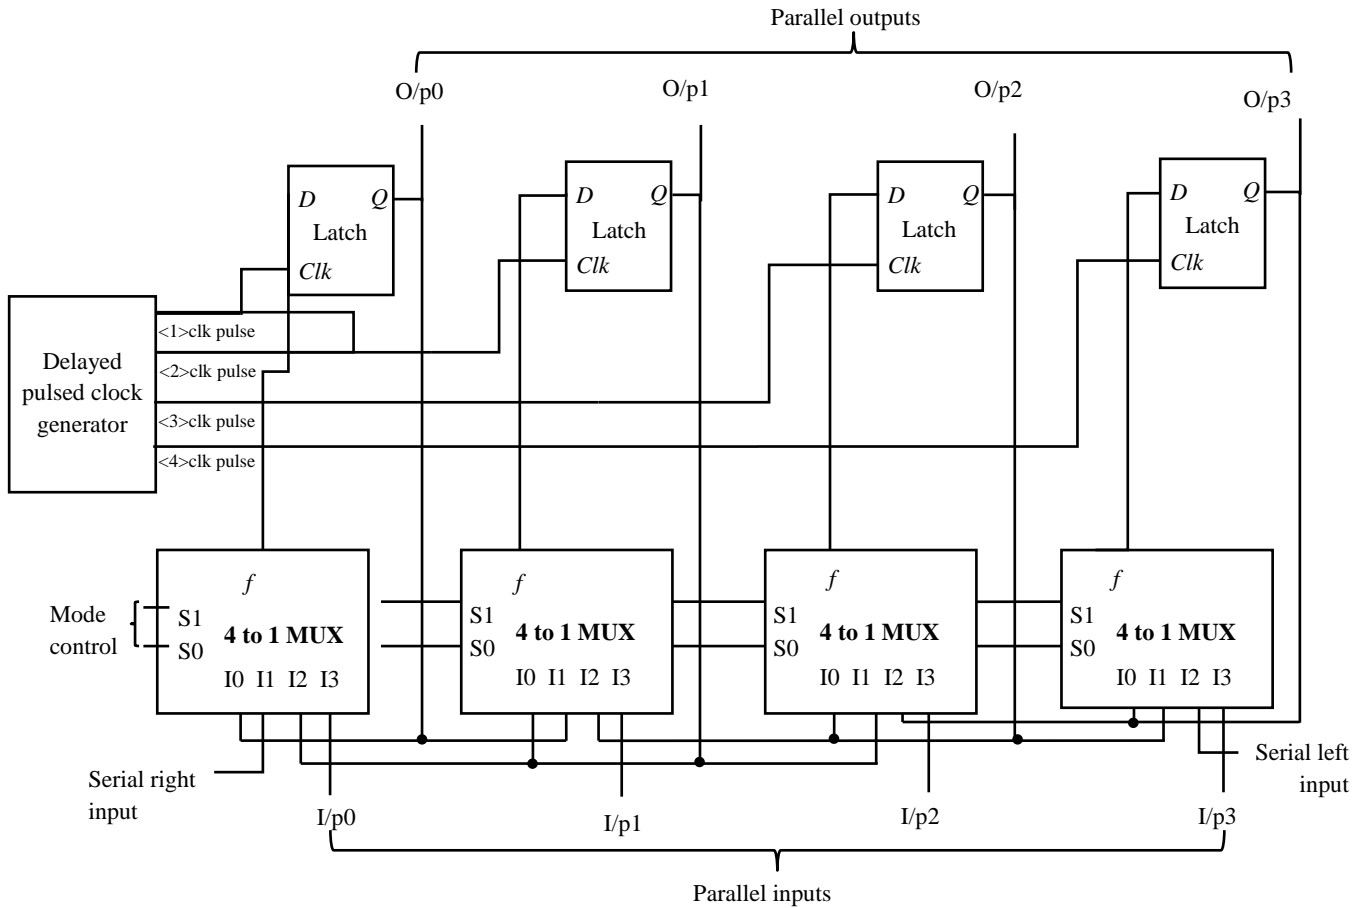 Parallel outputs
O/p0
O/p1
O/p2
O/p3
D Q
Latch
Clk
D Q
Latch
Clk
D Q
Latch
Clk
D Q
Latch
Clk
Delayed
pulsed clock
generator
<1>clk pulse
<2>clk pulse
<3>clk pulse
<4>clk pulse
Mode
control
f
S1
4 to 1 MUX
S0
I0 I1 I2 I3
f
S1
4 to 1 MUX
S0
I0 I1 I2 I3
f
S1
4 to 1 MUX
S0
I0 I1 I2 I3
f
S1
4 to 1 MUX
S0
I0 I1 I2 I3
Serial right
input
Serial left
input
I/p0
I/p1
I/p2
I/p3
Parallel inputs